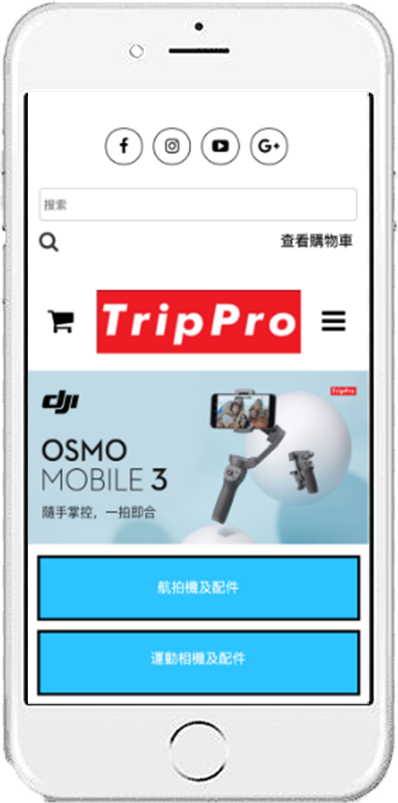 搜索
查看購物車
TripPro
dji
TripPro
OSMO
MOBILE 3
隨手掌控，一拍即合
航拍機及配件
運動相機及配件